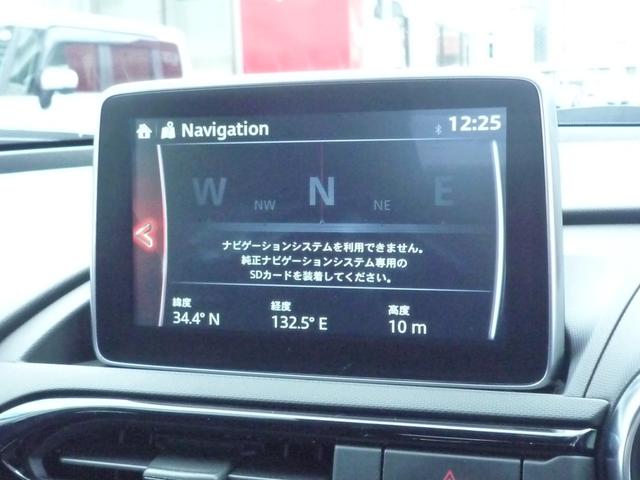 Navigation
12:25
W NW N NE E
ナビゲーションシステムを利用できません。
純正ナビゲーションシステム専用の
SDカードを装着してください。
緯度 経度 高度
34.4° N 132.5° E 10 m